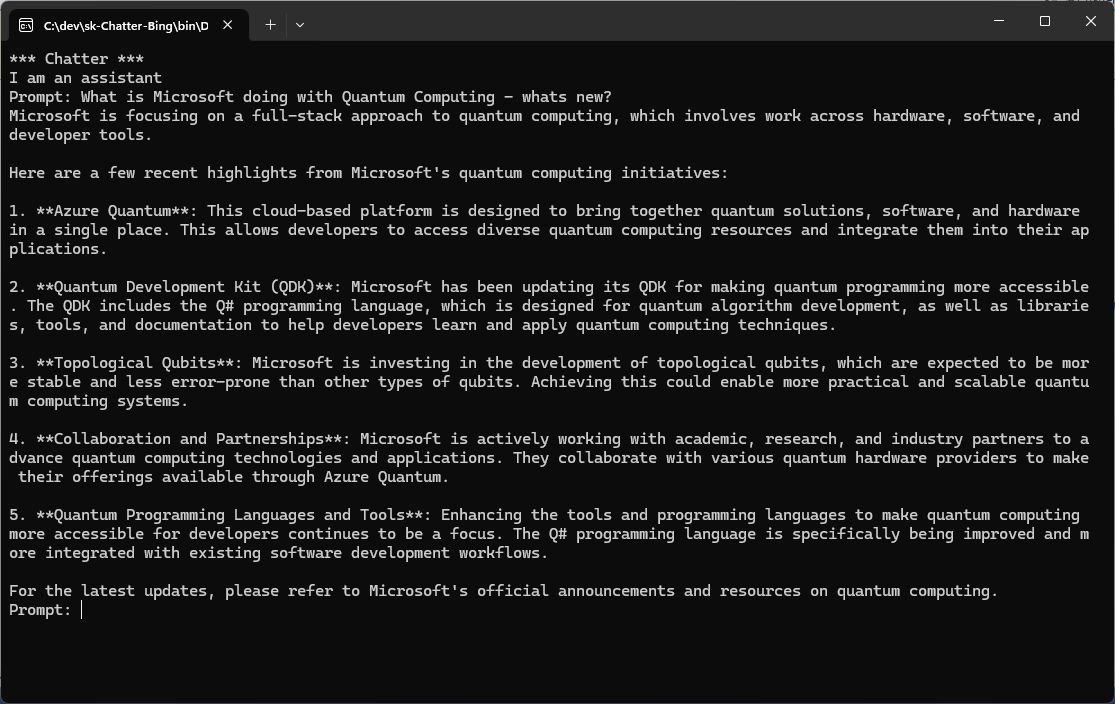 C:\dev\sk-Chatter-Bing\bin\D
*** Chatter ***
I am an assistant
Prompt: What is Microsoft doing with Quantum Computing - whats new?
Microsoft is focusing on a full-stack approach to quantum computing, which involves work across hardware, software, and
developer tools.
Here are a few recent highlights from Microsoft's quantum computing initiatives:
1. **Azure Quantum**: This cloud-based platform is designed to bring together quantum solutions, software, and hardware
in a single place. This allows developers to access diverse quantum computing resources and integrate them into their ap
plications.
2. **Quantum Development Kit (QDK)**: Microsoft has been updating its QDK for making quantum programming more accessible
. The QDK includes the Q# programming language, which is designed for quantum algorithm development, as well as librarie
s, tools, and documentation to help developers learn and apply quantum computing techniques.
3. **Topological Qubits**: Microsoft is investing in the development of topological qubits, which are expected to be mor
e stable and less error-prone than other types of qubits. Achieving this could enable more practical and scalable quantu
m computing systems.
4. **Collaboration and Partnerships**: Microsoft is actively working with academic, research, and industry partners to a
dvance quantum computing technologies and applications. They collaborate with various quantum hardware providers to make
 their offerings available through Azure Quantum.
5. **Quantum Programming Languages and Tools**: Enhancing the tools and programming languages to make quantum computing
more accessible for developers continues to be a focus. The Q# programming language is specifically being improved and m
ore integrated with existing software development workflows.
For the latest updates, please refer to Microsoft's official announcements and resources on quantum computing.
Prompt: